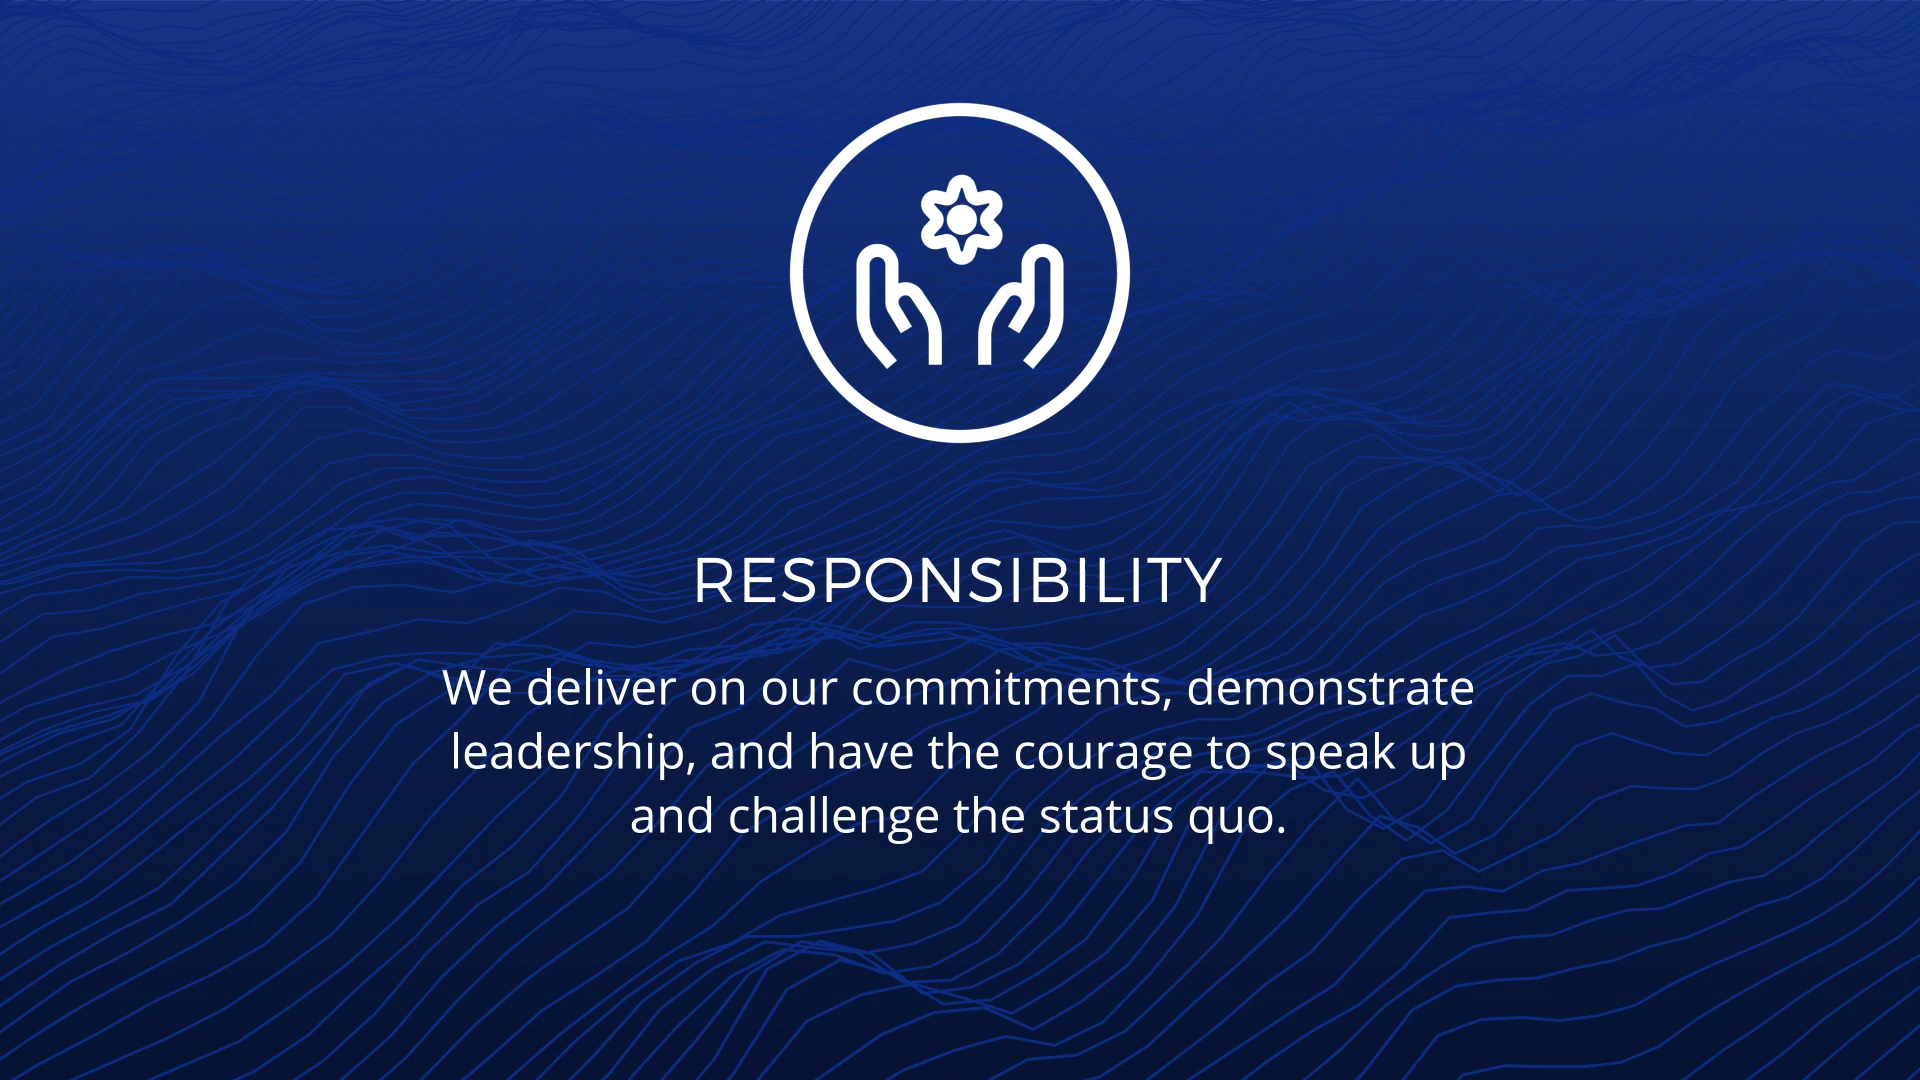 RESPONSIBILITY
We deliver on our commitments, demonstrate
leadership, and have the courage to speak up
and challenge the status quo.